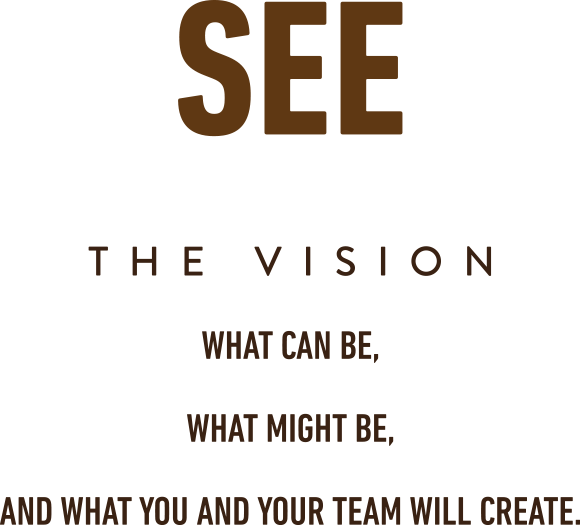 SEE
THE VISION
WHAT CAN BE,
WHAT MIGHT BE,
AND WHAT YOU AND YOUR TEAM WILL CREATE.